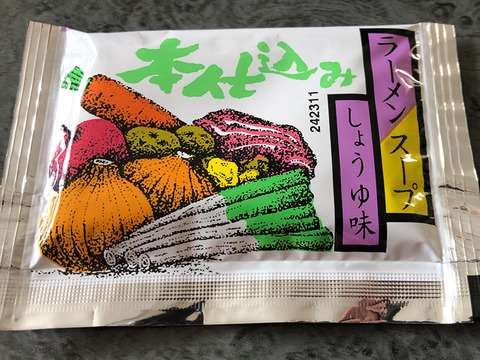 本仕込み
ラーメンスープ
しょうゆ味
242311